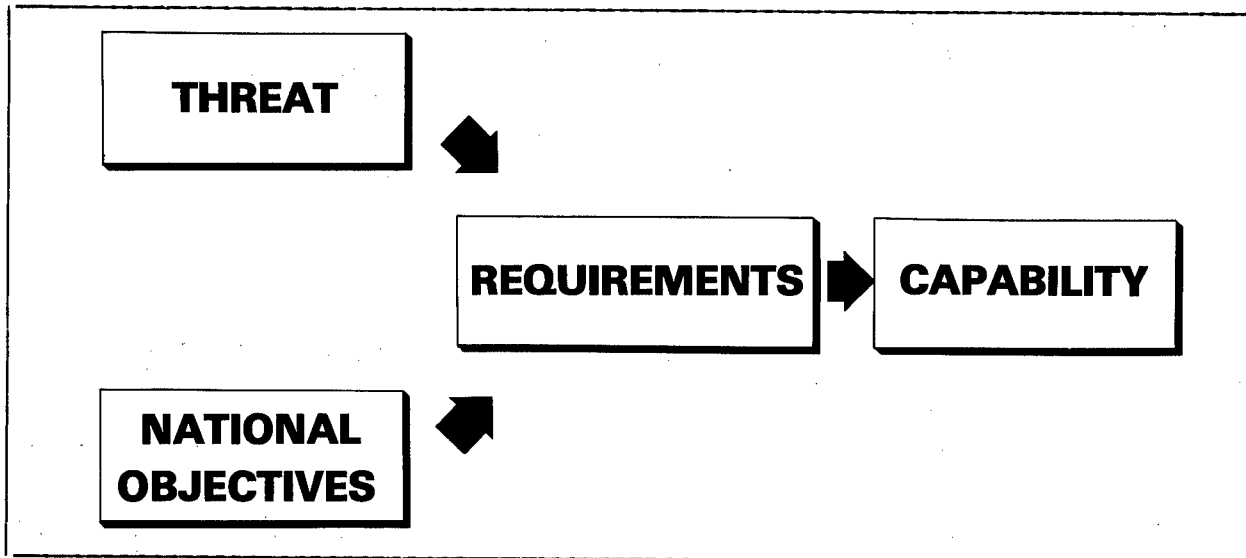 THREAT
REQUIREMENTS
CAPABILITY
NATIONAL
OBJECTIVES